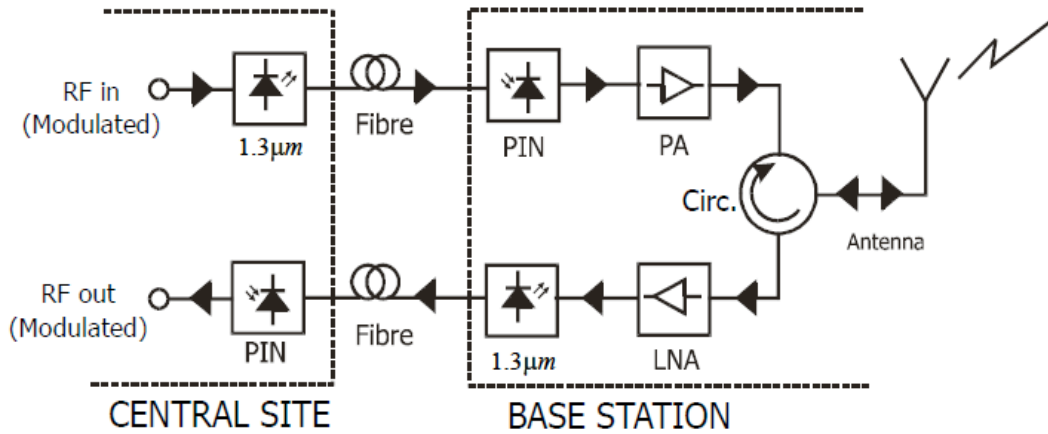 RF in
(Modulated)
1.3μm
Fibre
PIN
PA
Circ.
Antenna
RF out
(Modulated)
PIN
Fibre
1.3μm
LNA
CENTRAL SITE
BASE STATION